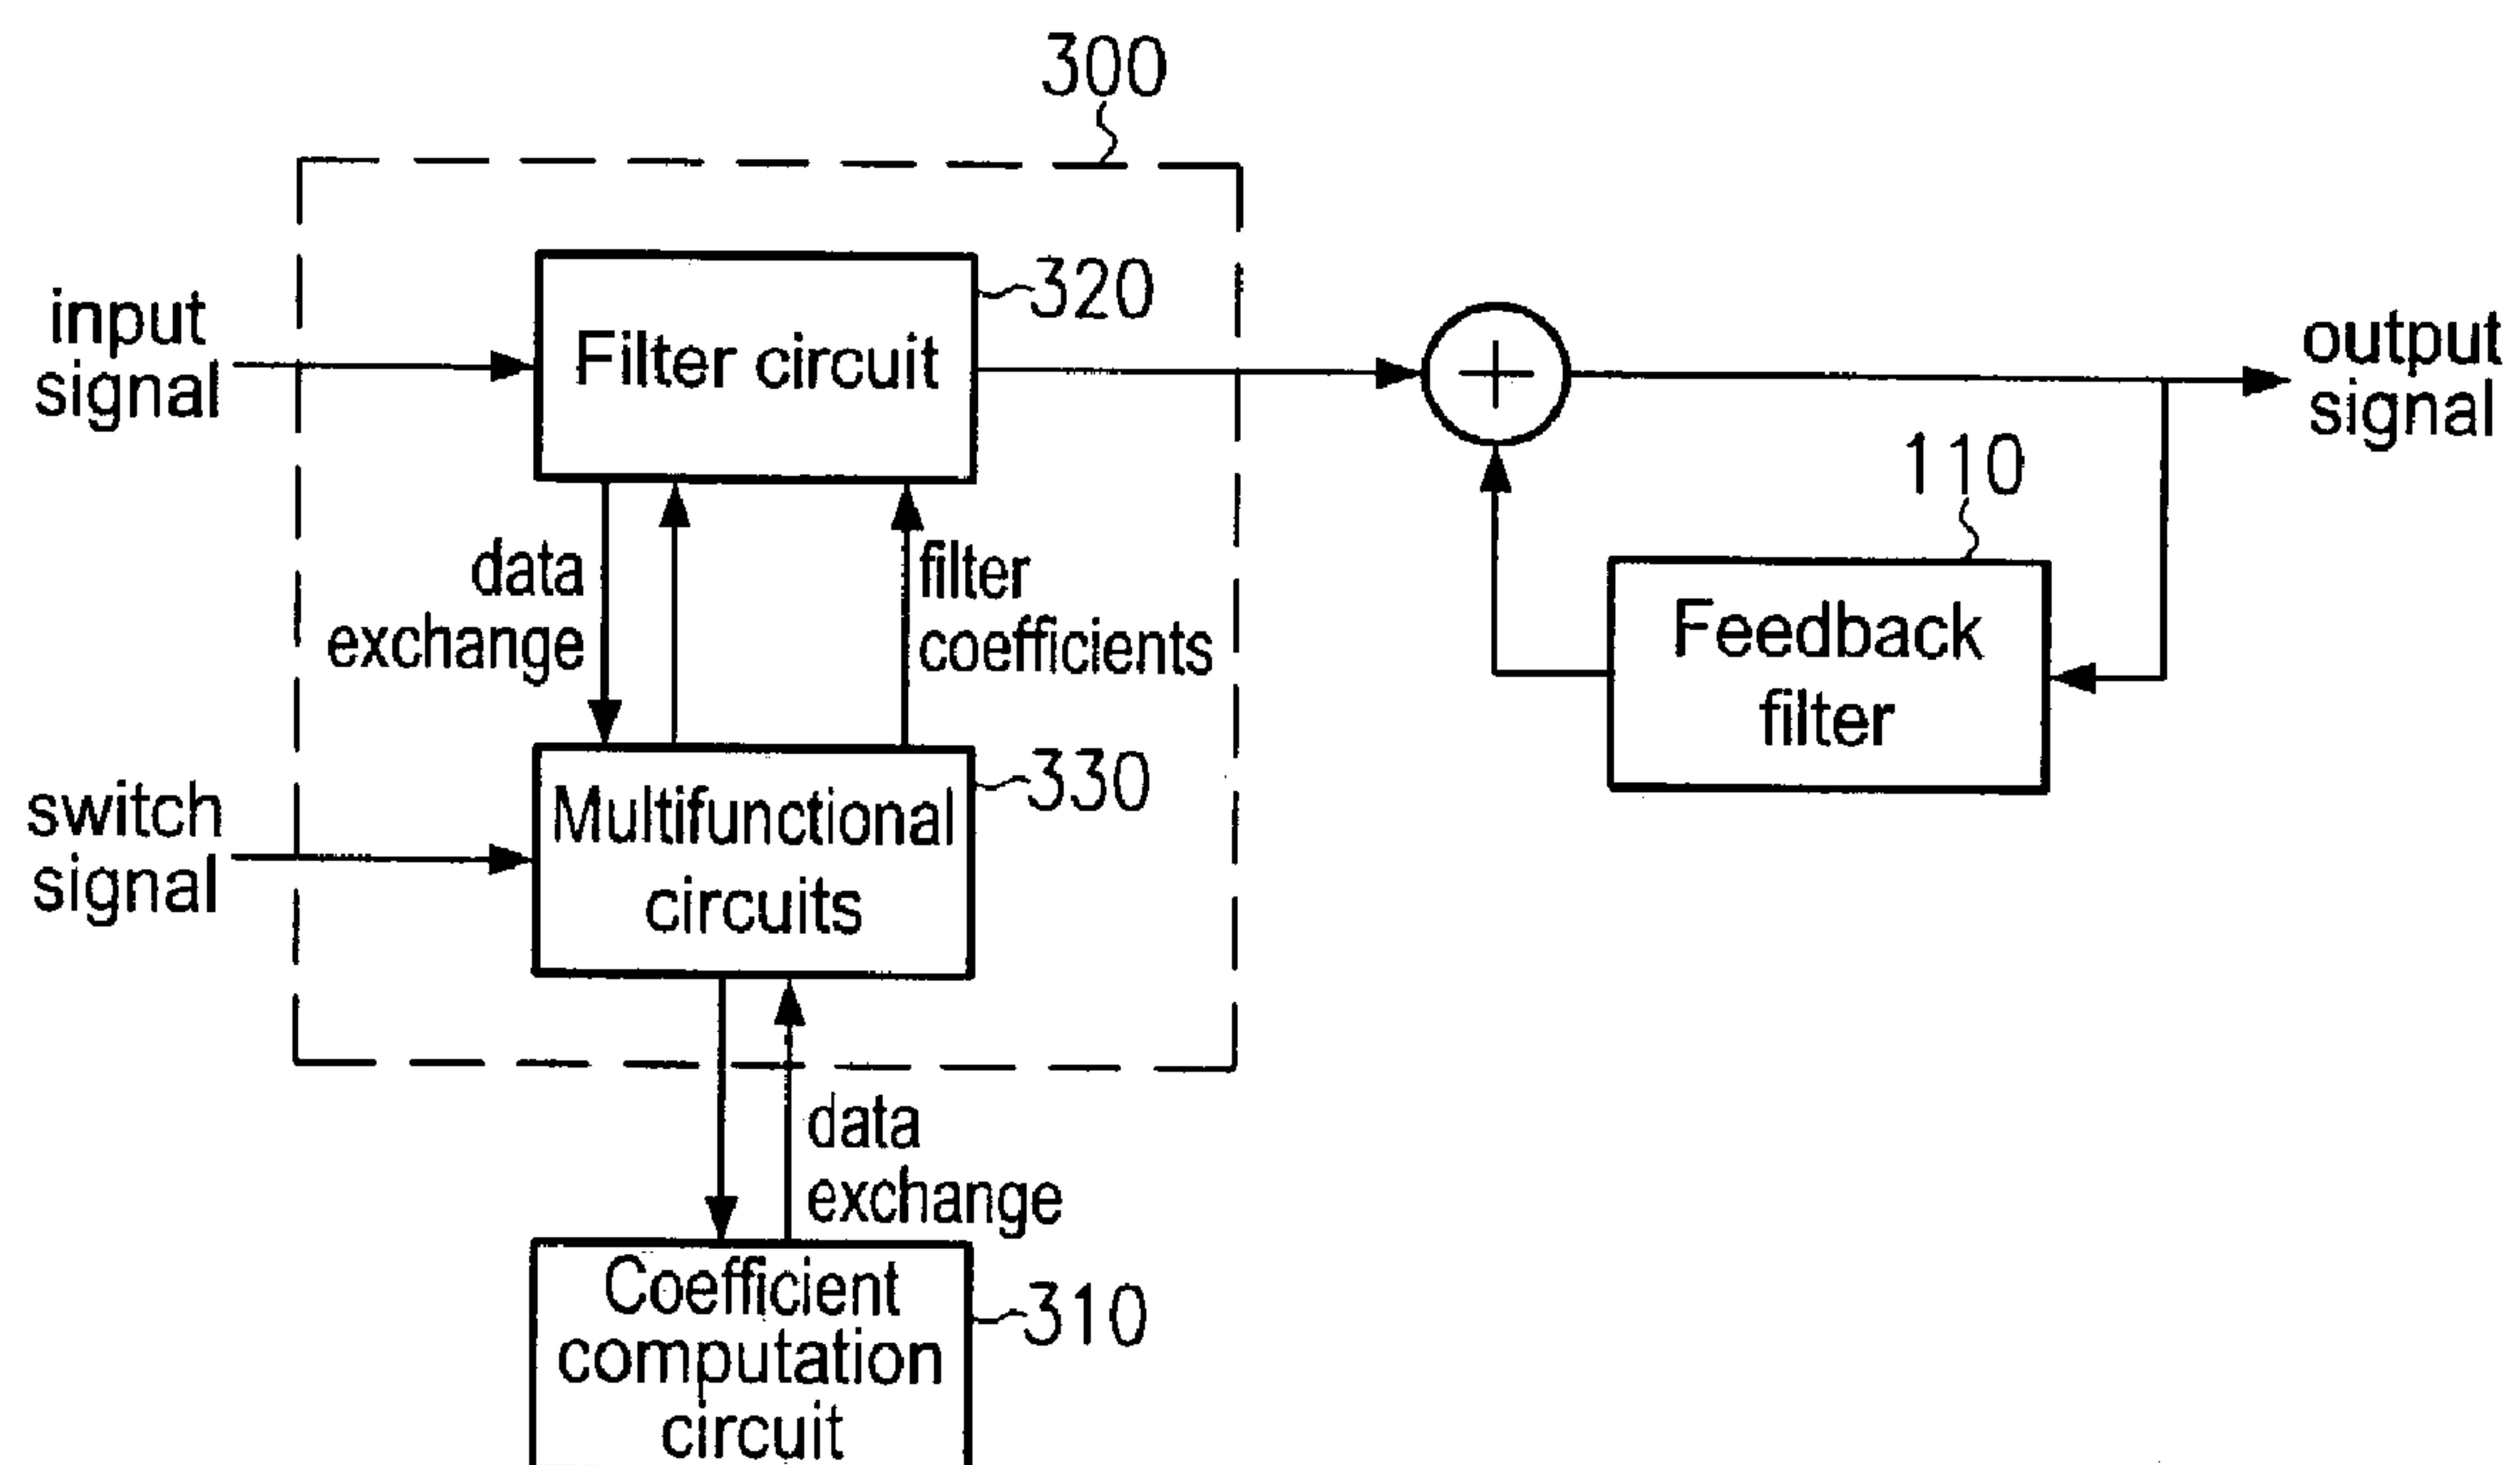 300
320
input
signal
Filter circuit
output
signal
110
data
exchange
filter
coefficients
Feedback
filter
330
switch
signal
Multifunctional
circuits
data
exchange
310
Coefficient
computation
circuit